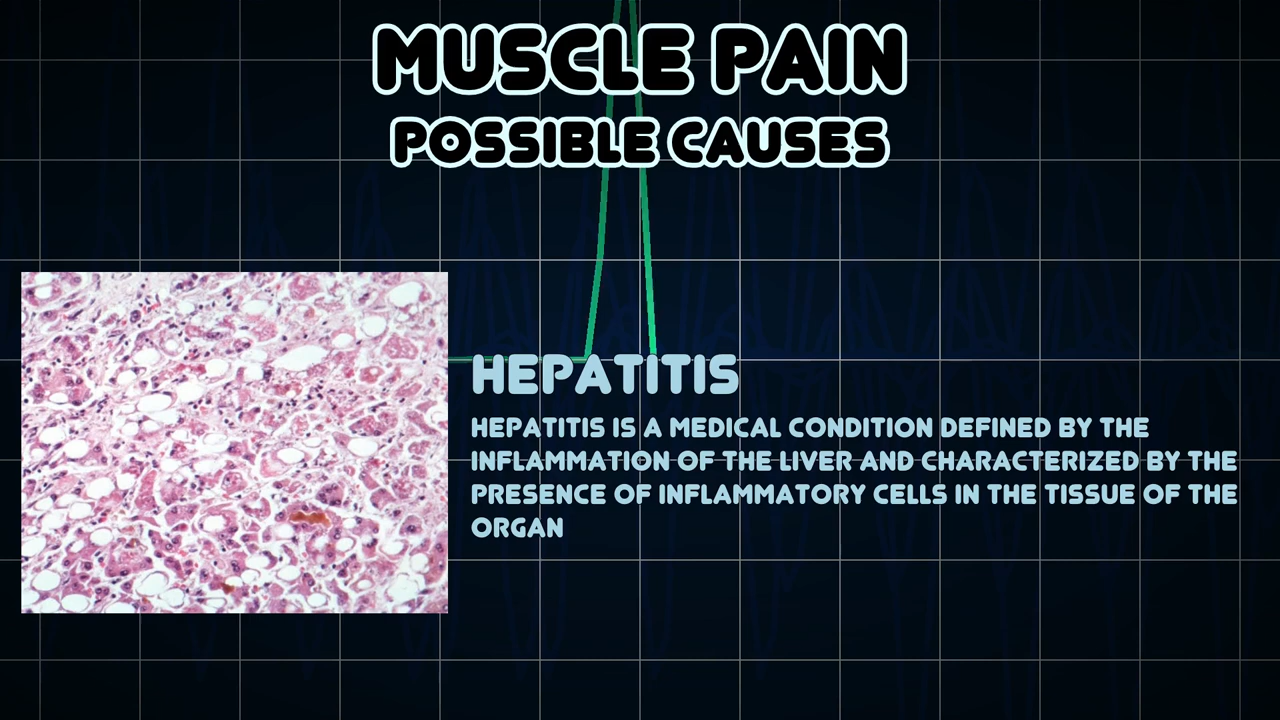 MUSCLE PAIN
POSSIBLE CAUSES
HEPATITIS
HEPATITIS IS A MEDICAL CONDITION DEFINED BY THE
INFLAMMATION OF THE LIVER AND CHARACTERIZED BY THE
PRESENCE OF INFLAMMATORY CELLS IN THE TISSUE OF THE
ORGAN